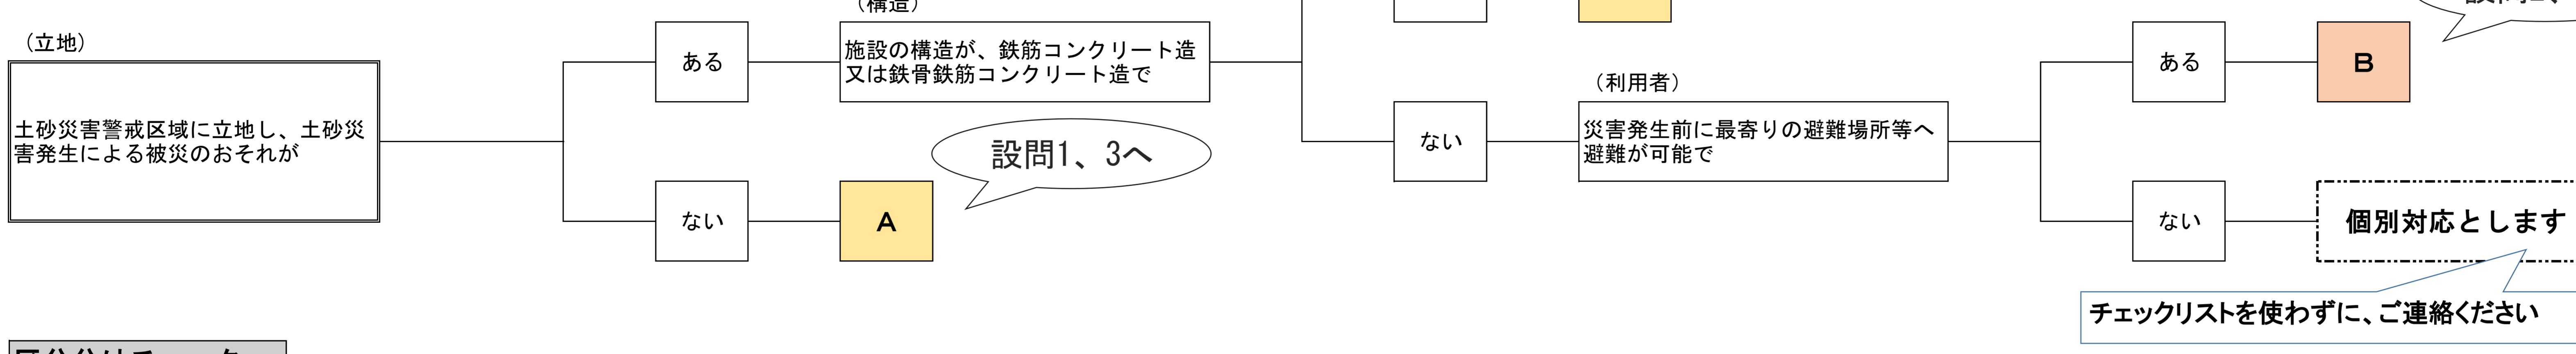 （構造）
（立地）
土砂災害警戒区域に立地し、土砂災
害発生による被災のおそれが
ある
施設の構造が、鉄筋コンクリート造
又は鉄骨鉄筋コンクリート造で
設問1、3へ
ない
A
ない
（利用者）
災害発生前に最寄りの避難場所等へ
避難が可能で
ある
B
ない
個別対応とします
チェックリストを使わずに、ご連絡ください